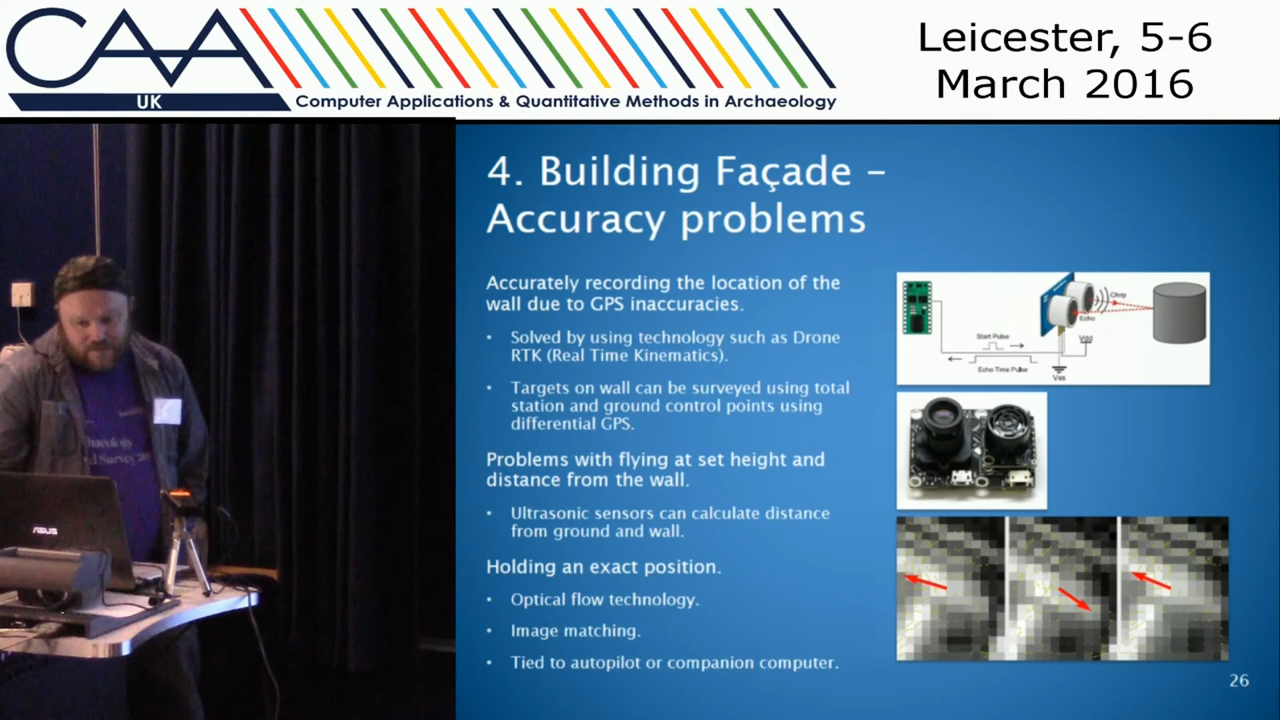 CAA
UK
Computer Applications & Quantitative Methods in Archaeology
Leicester, 5-6
March 2016
4. Building Façade –
Accuracy problems
Accurately recording the location of the
wall due to GPS inaccuracies.
• Solved by using technology such as Drone
RTK (Real Time Kinematics).
• Targets on wall can be surveyed using total
station and ground control points using
differential GPS.
Problems with flying at set height and
distance from the wall.
• Ultrasonic sensors can calculate distance
from ground and wall.
Holding an exact position.
• Optical flow technology.
• Image matching.
• Tied to autopilot or companion computer.
Chirp
Echo
Start Pulse
Vdd
Echo Time Pulse
Vss
26
ASUS